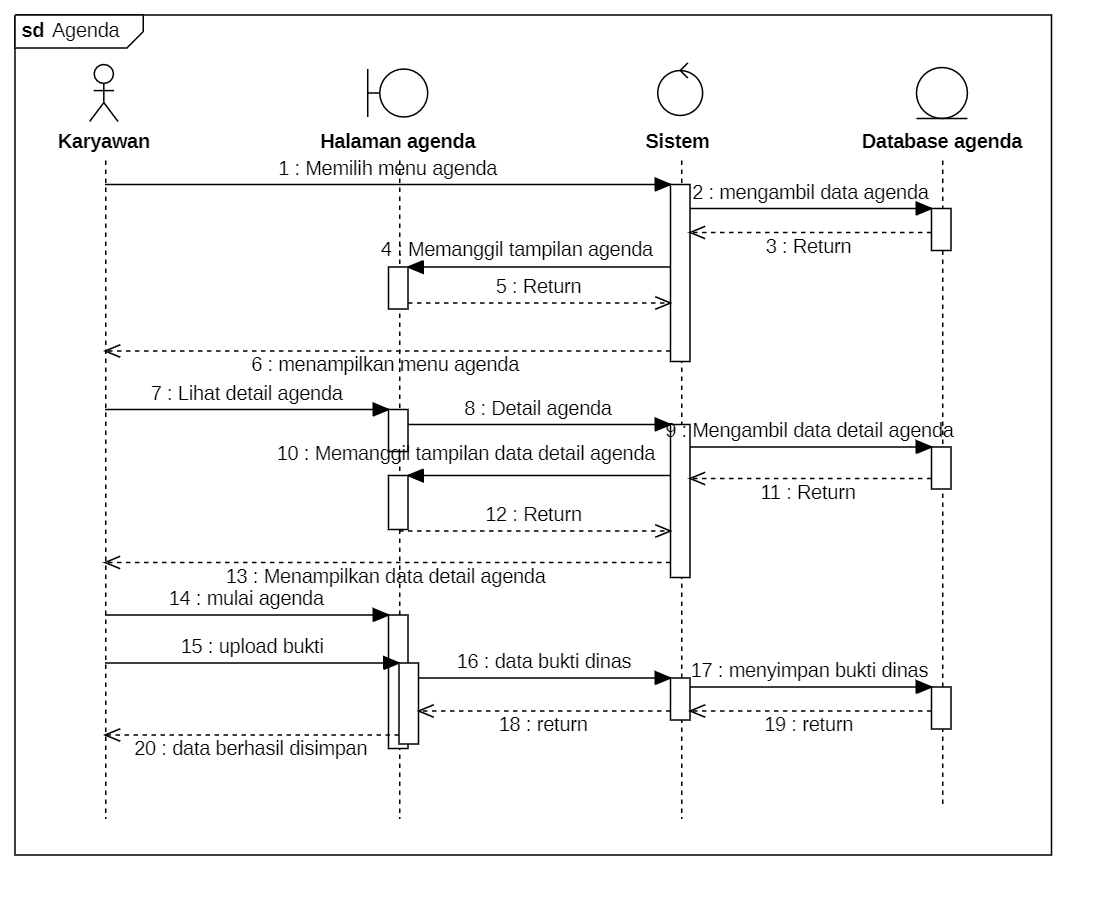 sd Agenda
Karyawan
Halaman agenda
Sistem
Database agenda
1 : Memilih menu agenda
2 : mengambil data agenda
3 : Return
4 : Memanggil tampilan agenda
5 : Return
6 : menampilkan menu agenda
7 : Lihat detail agenda
8 : Detail agenda
9 : Mengambil data detail agenda
10 : Memanggil tampilan data detail agenda
11 : Return
12 : Return
13 : Menampilkan data detail agenda
14 : mulai agenda
15 : upload bukti
16 : data bukti dinas
17 : menyimpan bukti dinas
18 : return
19 : return
20 : data berhasil disimpan